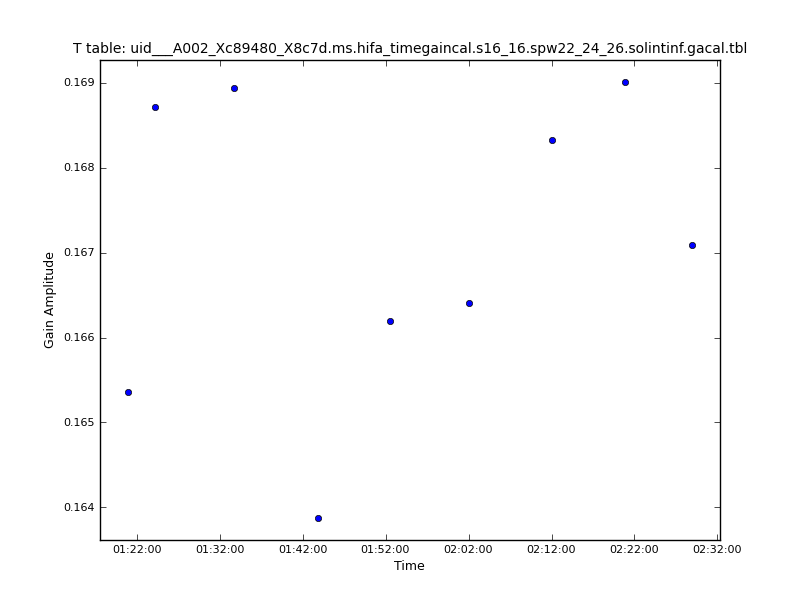 T table: uid___A002_Xc89480_X8c7d.ms.hifa_timegaincal.s16_16.spw22_24_26.solintinf.gacal.tbl
0.169
0.168
0.167
0.166
0.165
0.164
Gain Amplitude
01:22:00 01:32:00 01:42:00 01:52:00 02:02:00 02:12:00 02:22:00 02:32:00
Time